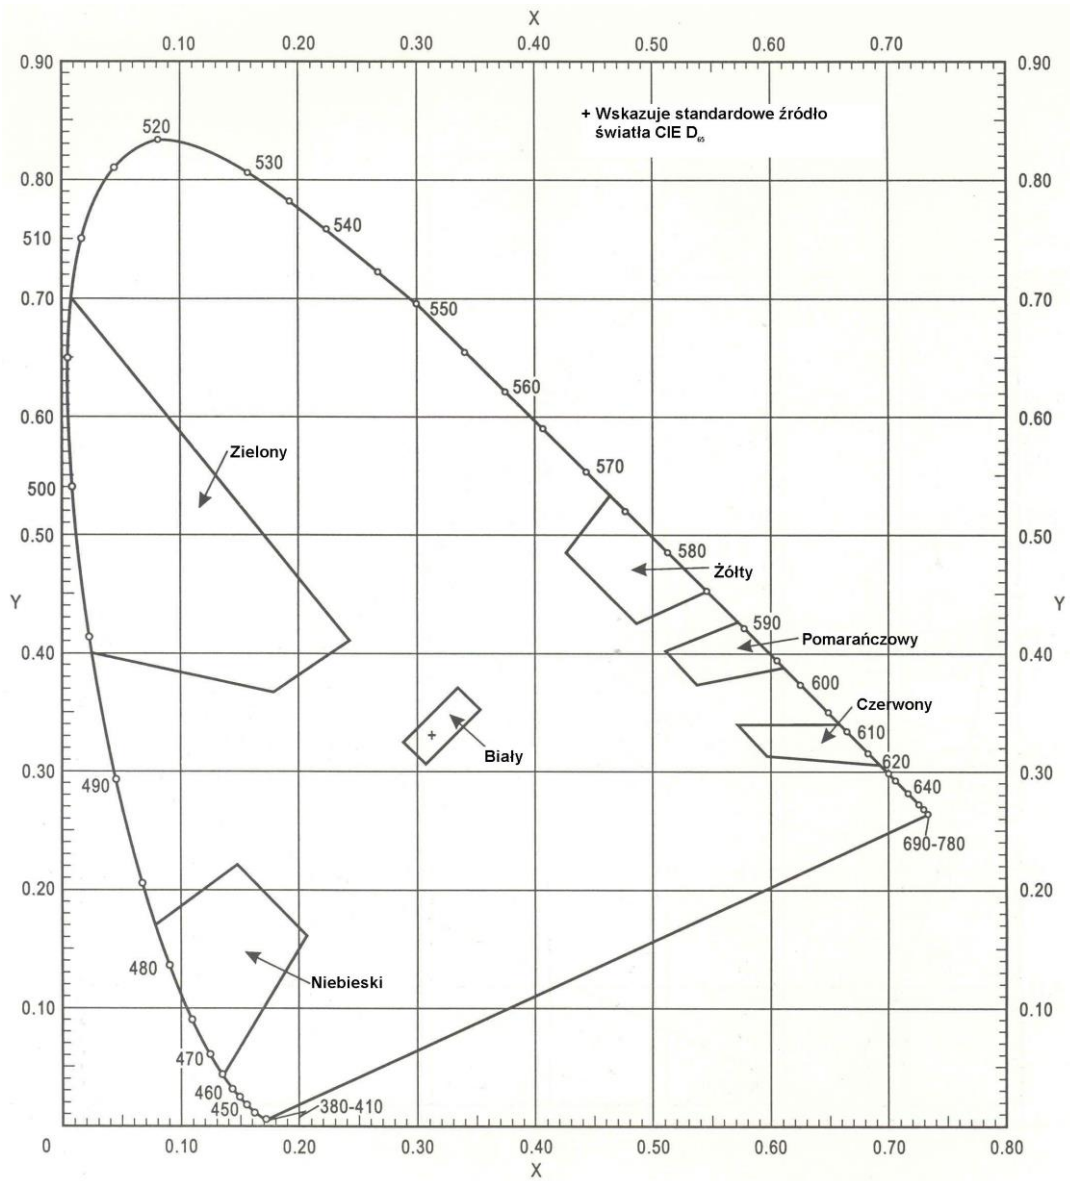 X
0.10 0.20 0.30 0.40 0.50 0.60 0.70
0.90 0.90
+ Wskazuje standardowe źródło
światła CIE D65
520
530
0.80 0.80
540
510
0.70 0.70
550
560
0.60 0.60
Zielony
570
500
0.50 0.50
580
Żółty
Y Y
590
Pomarańczowy
0.40 0.40
600
Czerwony
610
Biały
620
0.30 0.30
490
640
690-780
0.20 0.20
480
Niebieski
0.10 0.10
470
460
450
380-410
0 0.10 0.20 0.30 0.40 0.50 0.60 0.70 0.80
X